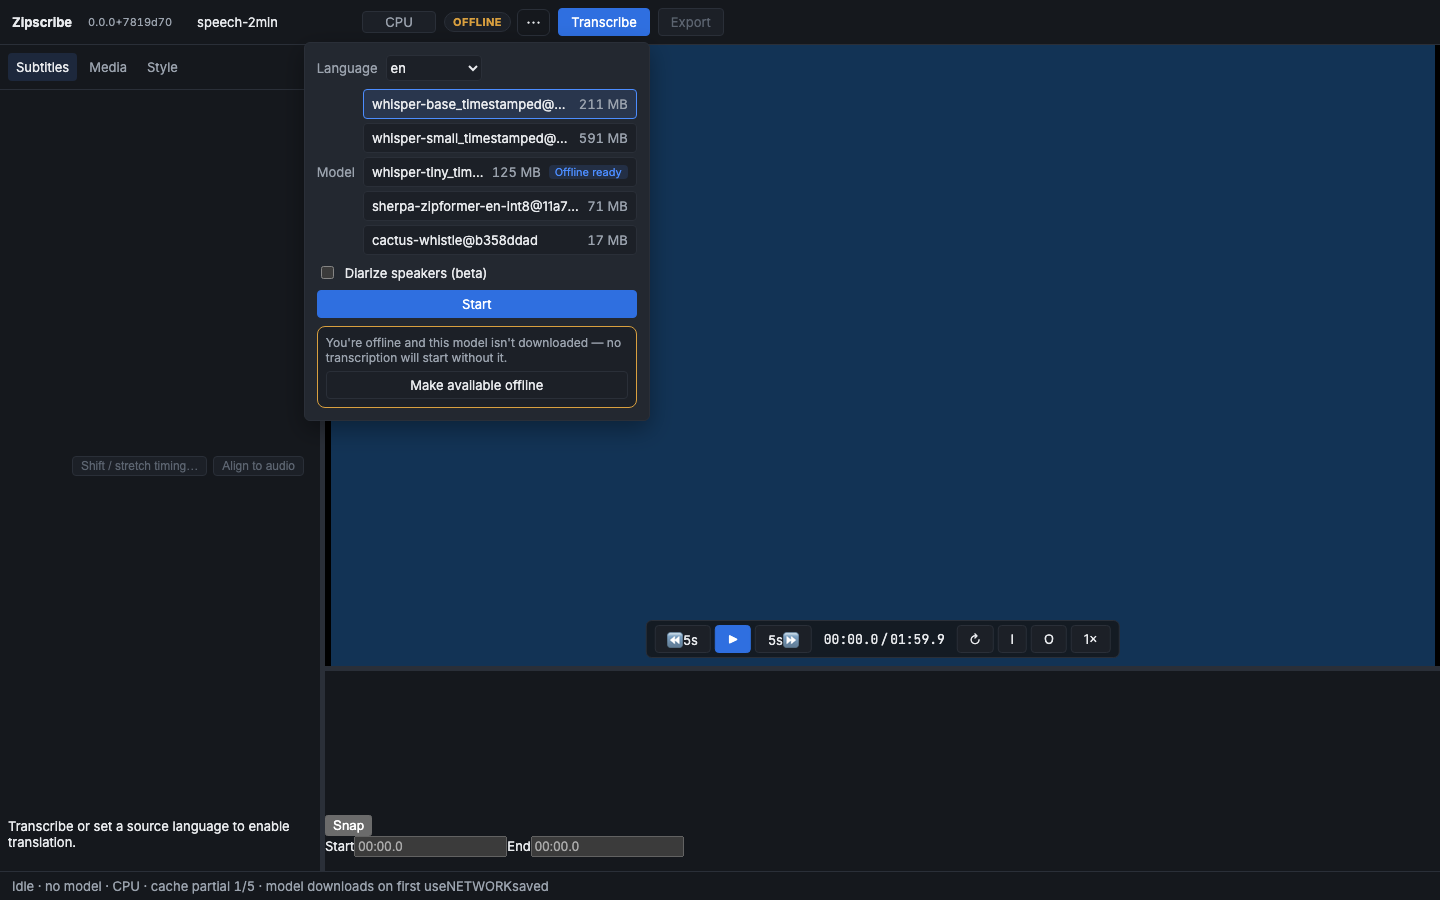 Zipscribe 0.0.0+7819d70 speech-2min CPU OFFLINE ··· Transcribe Export
Subtitles Media Style
Language en
whisper-base_timestamped@... 211 MB
whisper-small_timestamped@... 591 MB
Model whisper-tiny_tim... 125 MB Offline ready
sherpa-zipformer-en-int8@11a7... 71 MB
cactus-whistle@b358ddad 17 MB
Diarize speakers (beta)
Start
You're offline and this model isn't downloaded — no
transcription will start without it.
Make available offline
Shift / stretch timing... Align to audio
⏪5s ▶ 5s⏩ 00:00.0/01:59.9 ↻ I O 1×
Transcribe or set a source language to enable
translation.
Snap
Start 00:00.0 End 00:00.0
Idle · no model · CPU · cache partial 1/5 · model downloads on first useNETWORKsaved